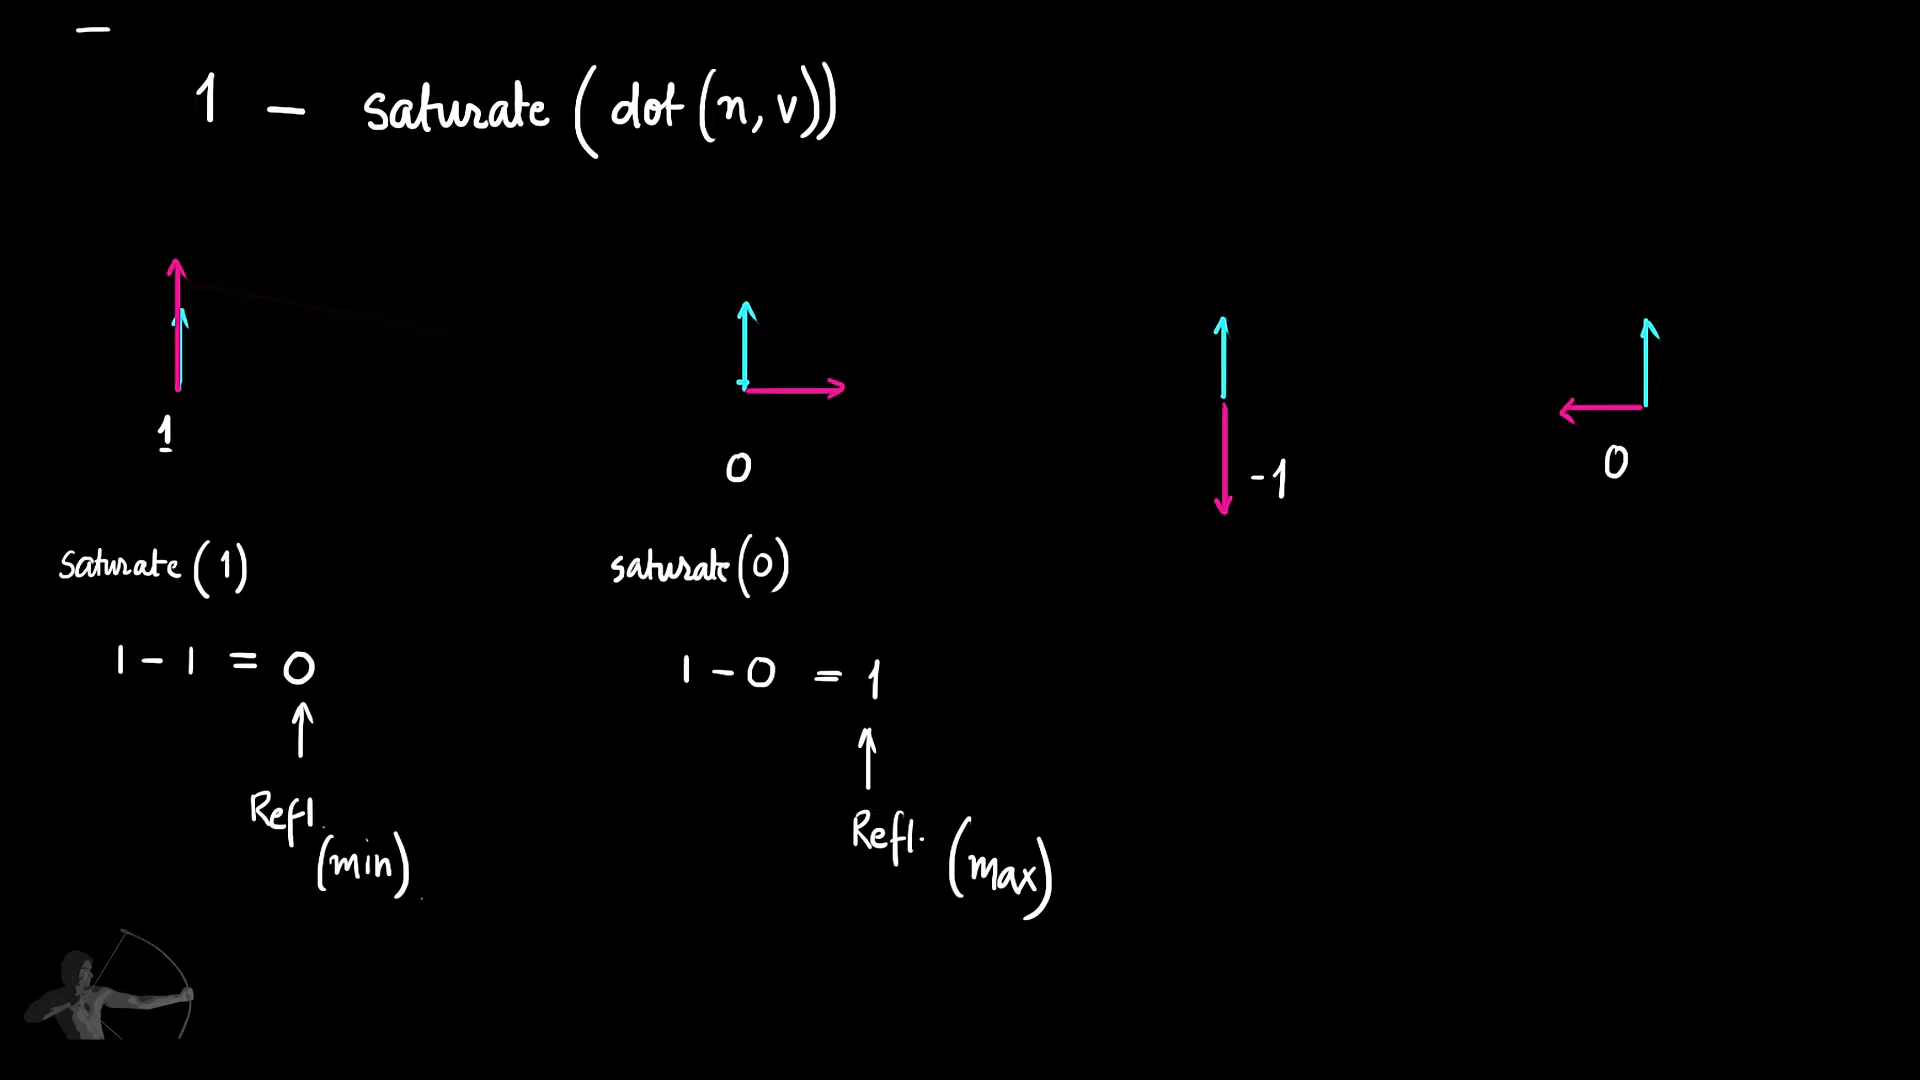 1 - saturate (dot (n, v))
1
0
-1
0
saturate (1)
saturate (0)
1 - 1 = 0
1 - 0 = 1
Refl.
(min)
Refl. (max)